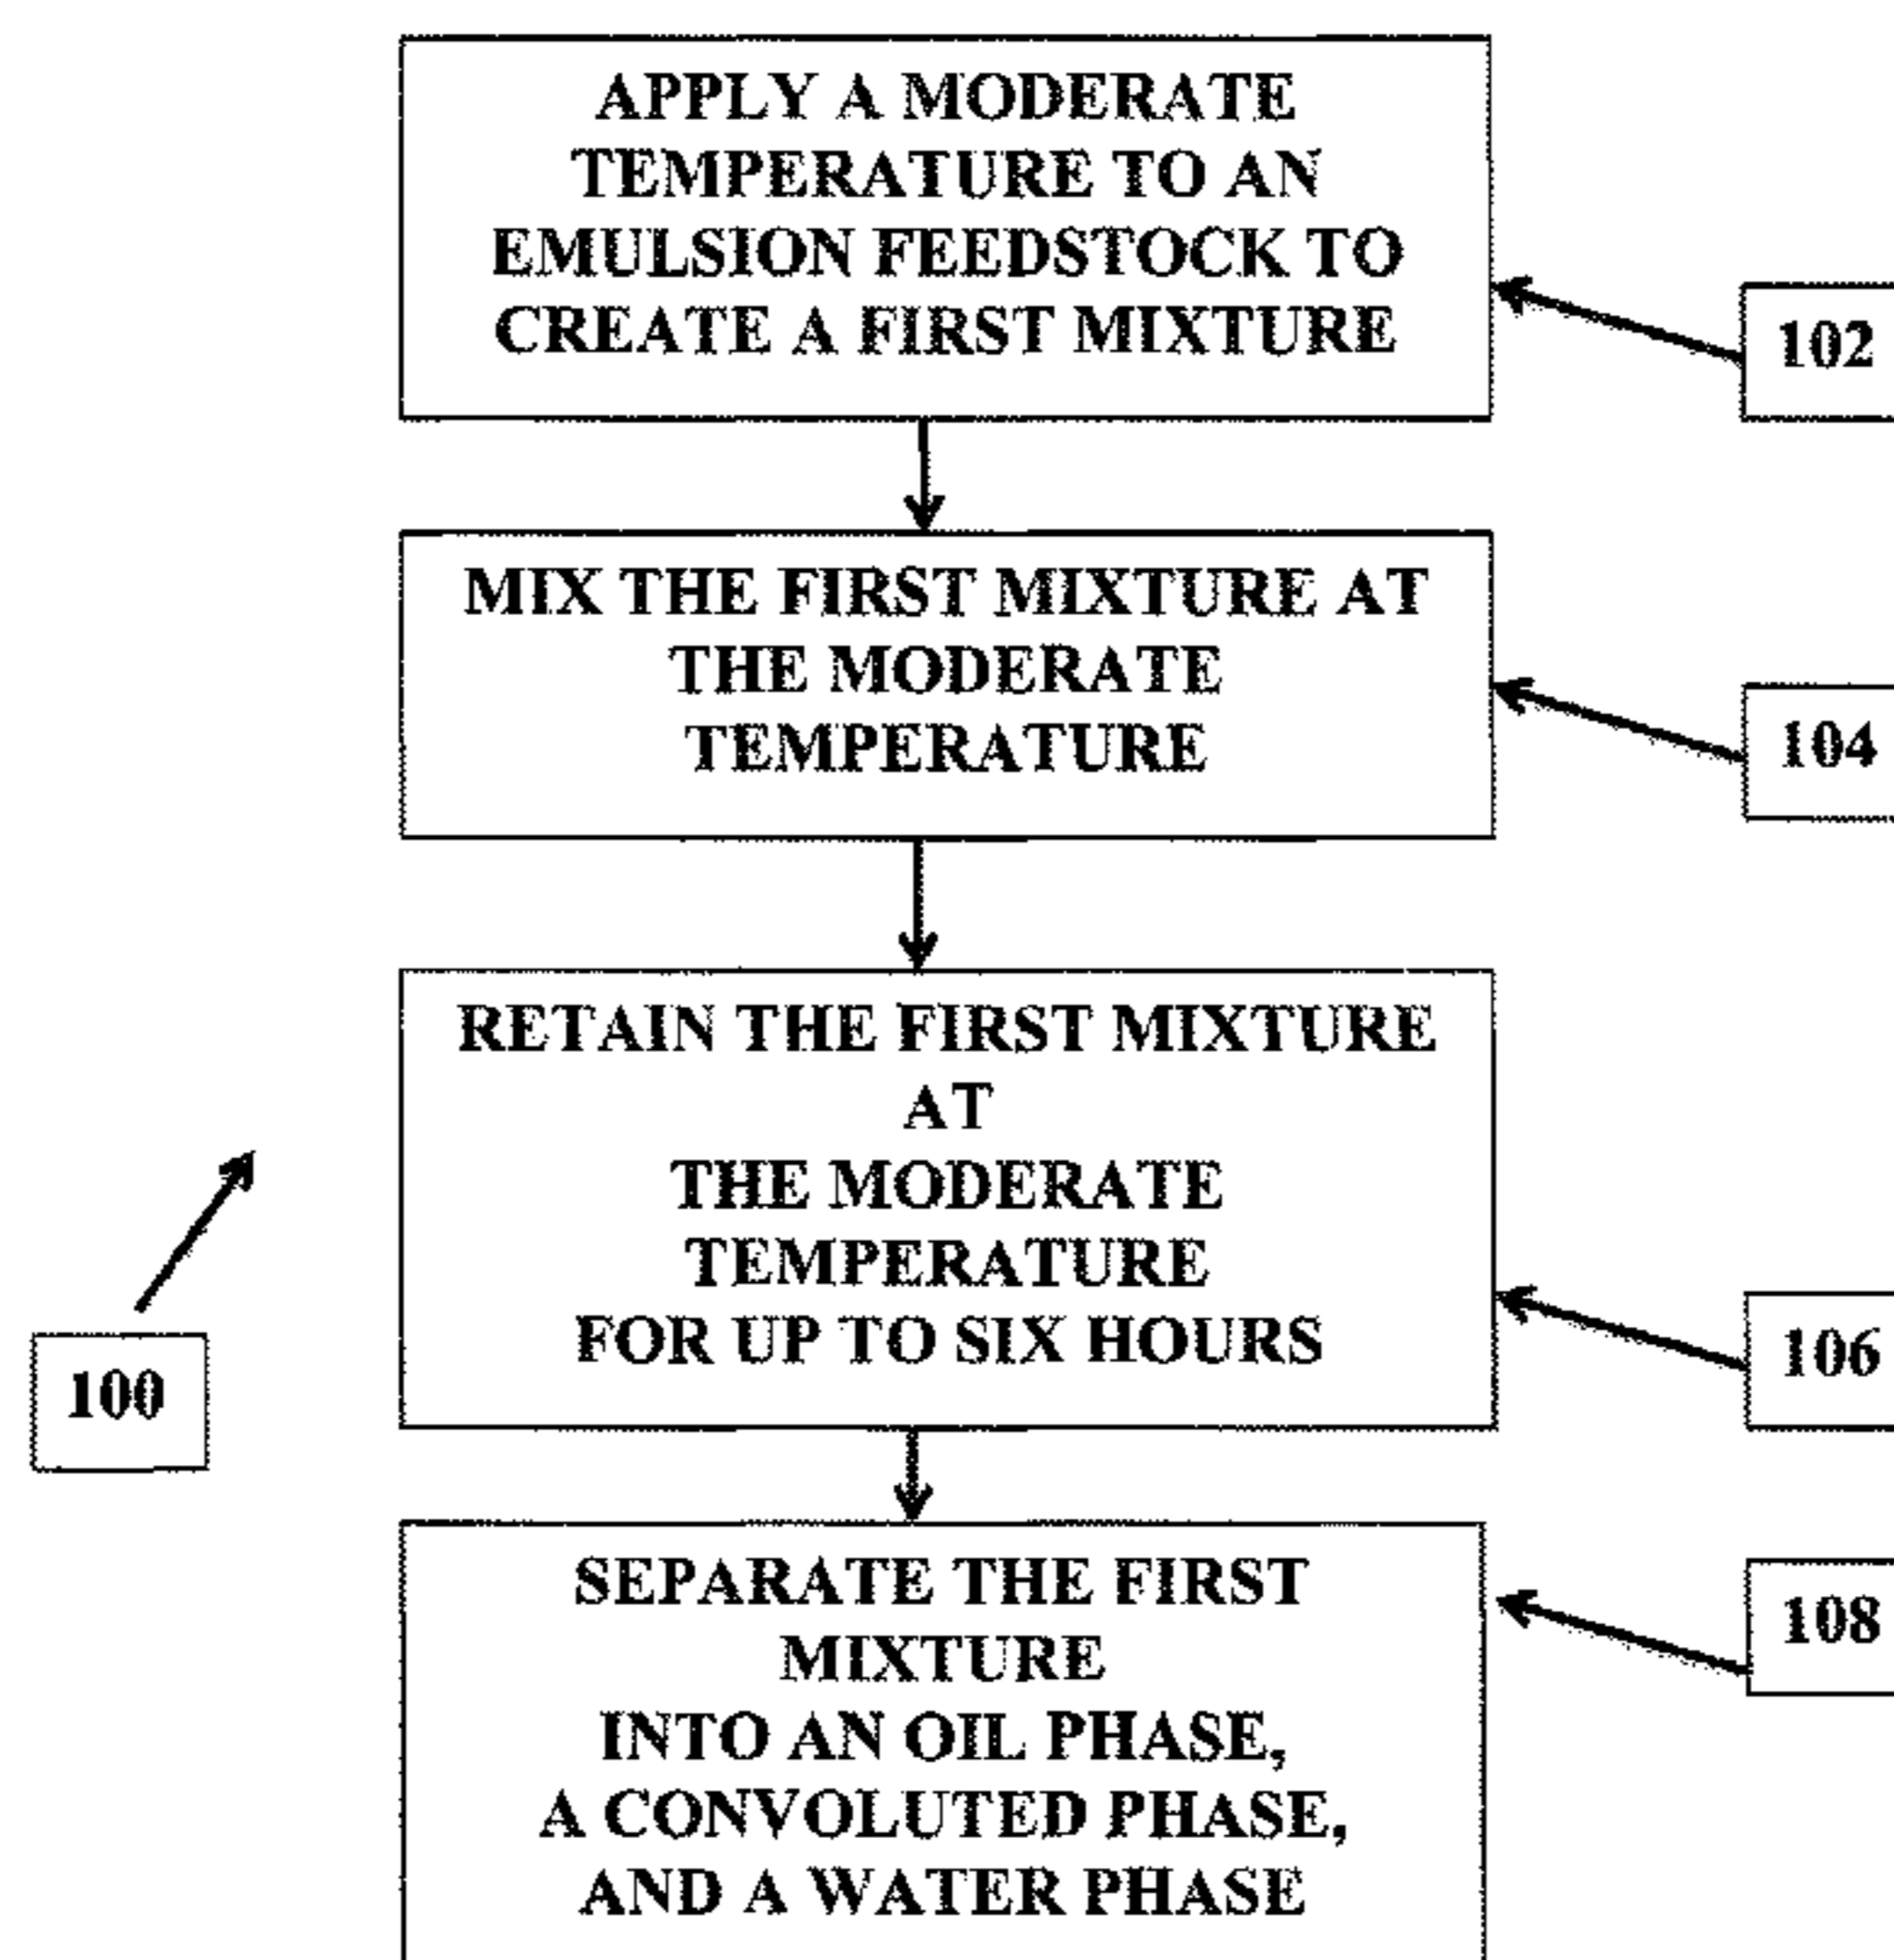 APPLY A MODERATE
TEMPERATURE TO AN
EMULSION FEEDSTOCK TO
CREATE A FIRST MIXTURE
102
MIX THE FIRST MIXTURE AT
THE MODERATE
TEMPERATURE
104
RETAIN THE FIRST MIXTURE
AT
THE MODERATE
TEMPERATURE
FOR UP TO SIX HOURS
106
100
SEPARATE THE FIRST
MIXTURE
INTO AN OIL PHASE,
A CONVOLUTED PHASE,
AND A WATER PHASE
108